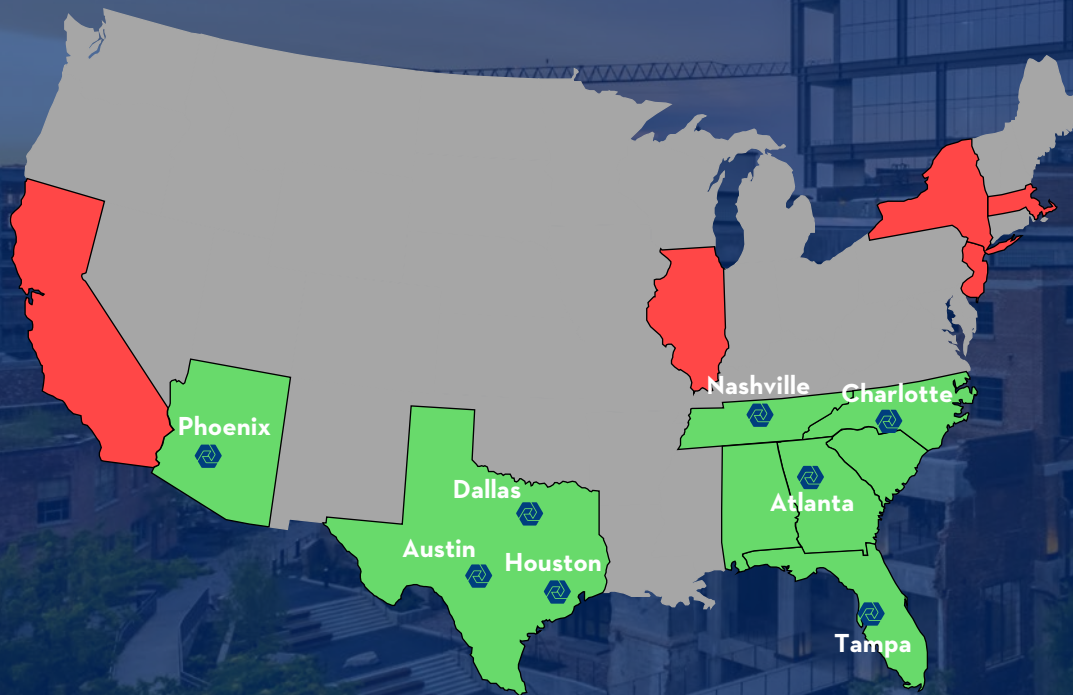 Nashville
Charlotte
Phoenix
Dallas
Atlanta
Austin
Houston
Tampa